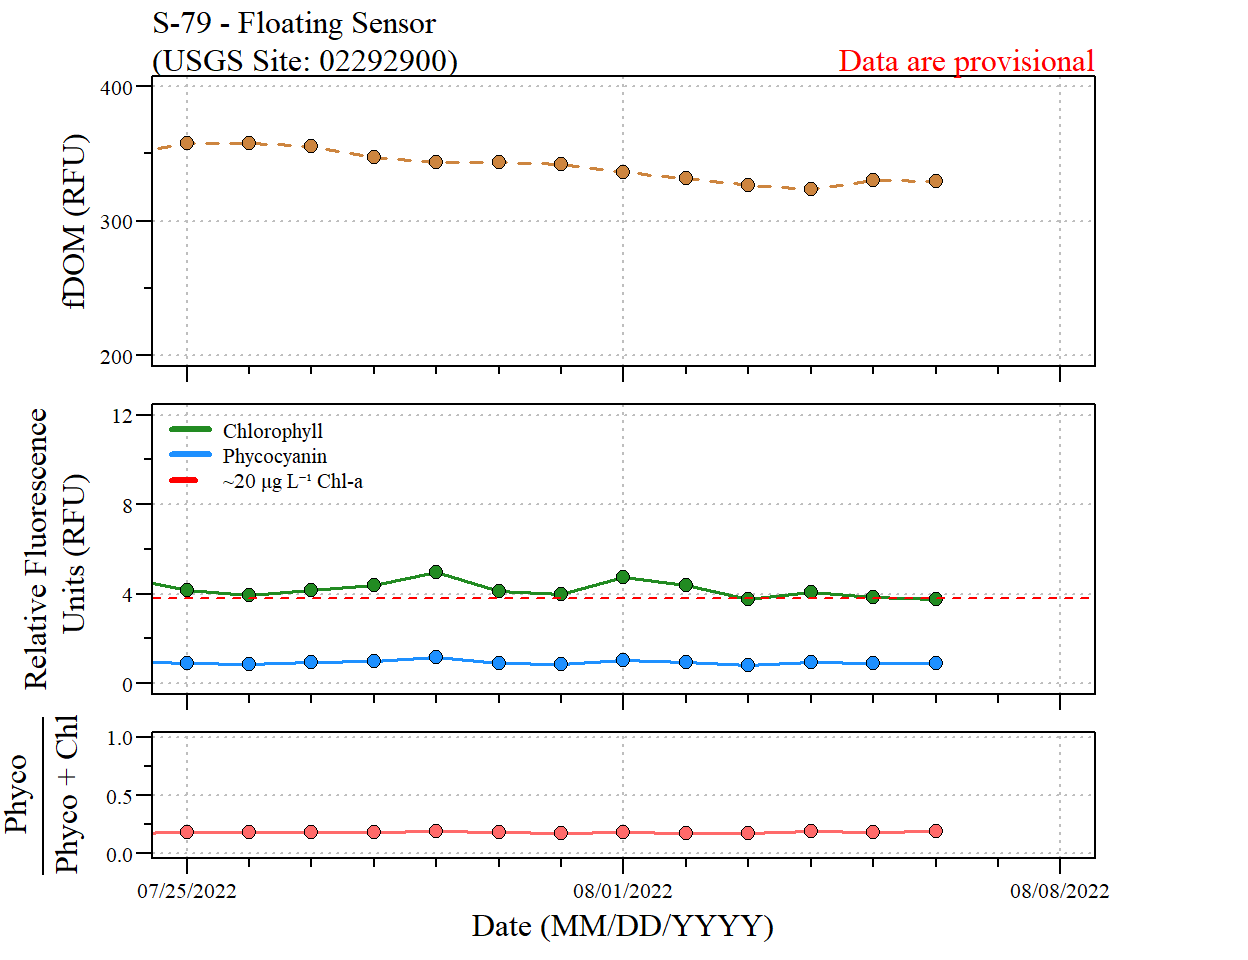 S-79 - Floating Sensor
(USGS Site: 02292900)
Data are provisional
400
300
200
fDOM (RFU)
12
8
4
0
Relative Fluorescence
Units (RFU)
Chlorophyll
Phycocyanin
~20 μg L⁻¹ Chl-a
1.0
0.5
0.0
Phyco
Phyco + Chl
07/25/2022
08/01/2022
08/08/2022
Date (MM/DD/YYYY)